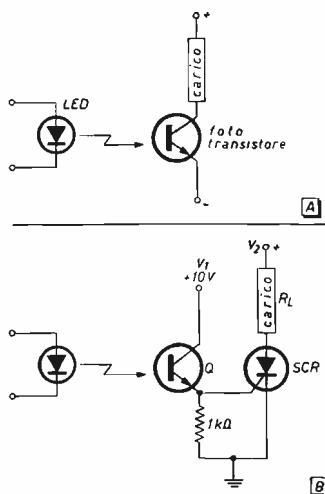 +
carico
LED
foto
transistore
-
A
V2 +
V1
+10V
carico
RL
Q
SCR
1kΩ
B